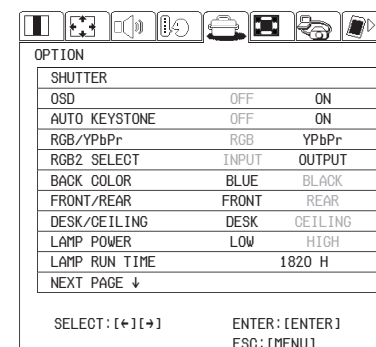 OPTION
SHUTTER
OSD OFF ON
AUTO KEYSTONE OFF ON
RGB/YPbPr RGB YPbPr
RGB2 SELECT INPUT OUTPUT
BACK COLOR BLUE BLACK
FRONT/REAR FRONT REAR
DESK/CEILING DESK CEILING
LAMP POWER LOW HIGH
LAMP RUN TIME 1820 H
NEXT PAGE ↓
SELECT:[←][→] ENTER:[ENTER]
ESC:[MENU]